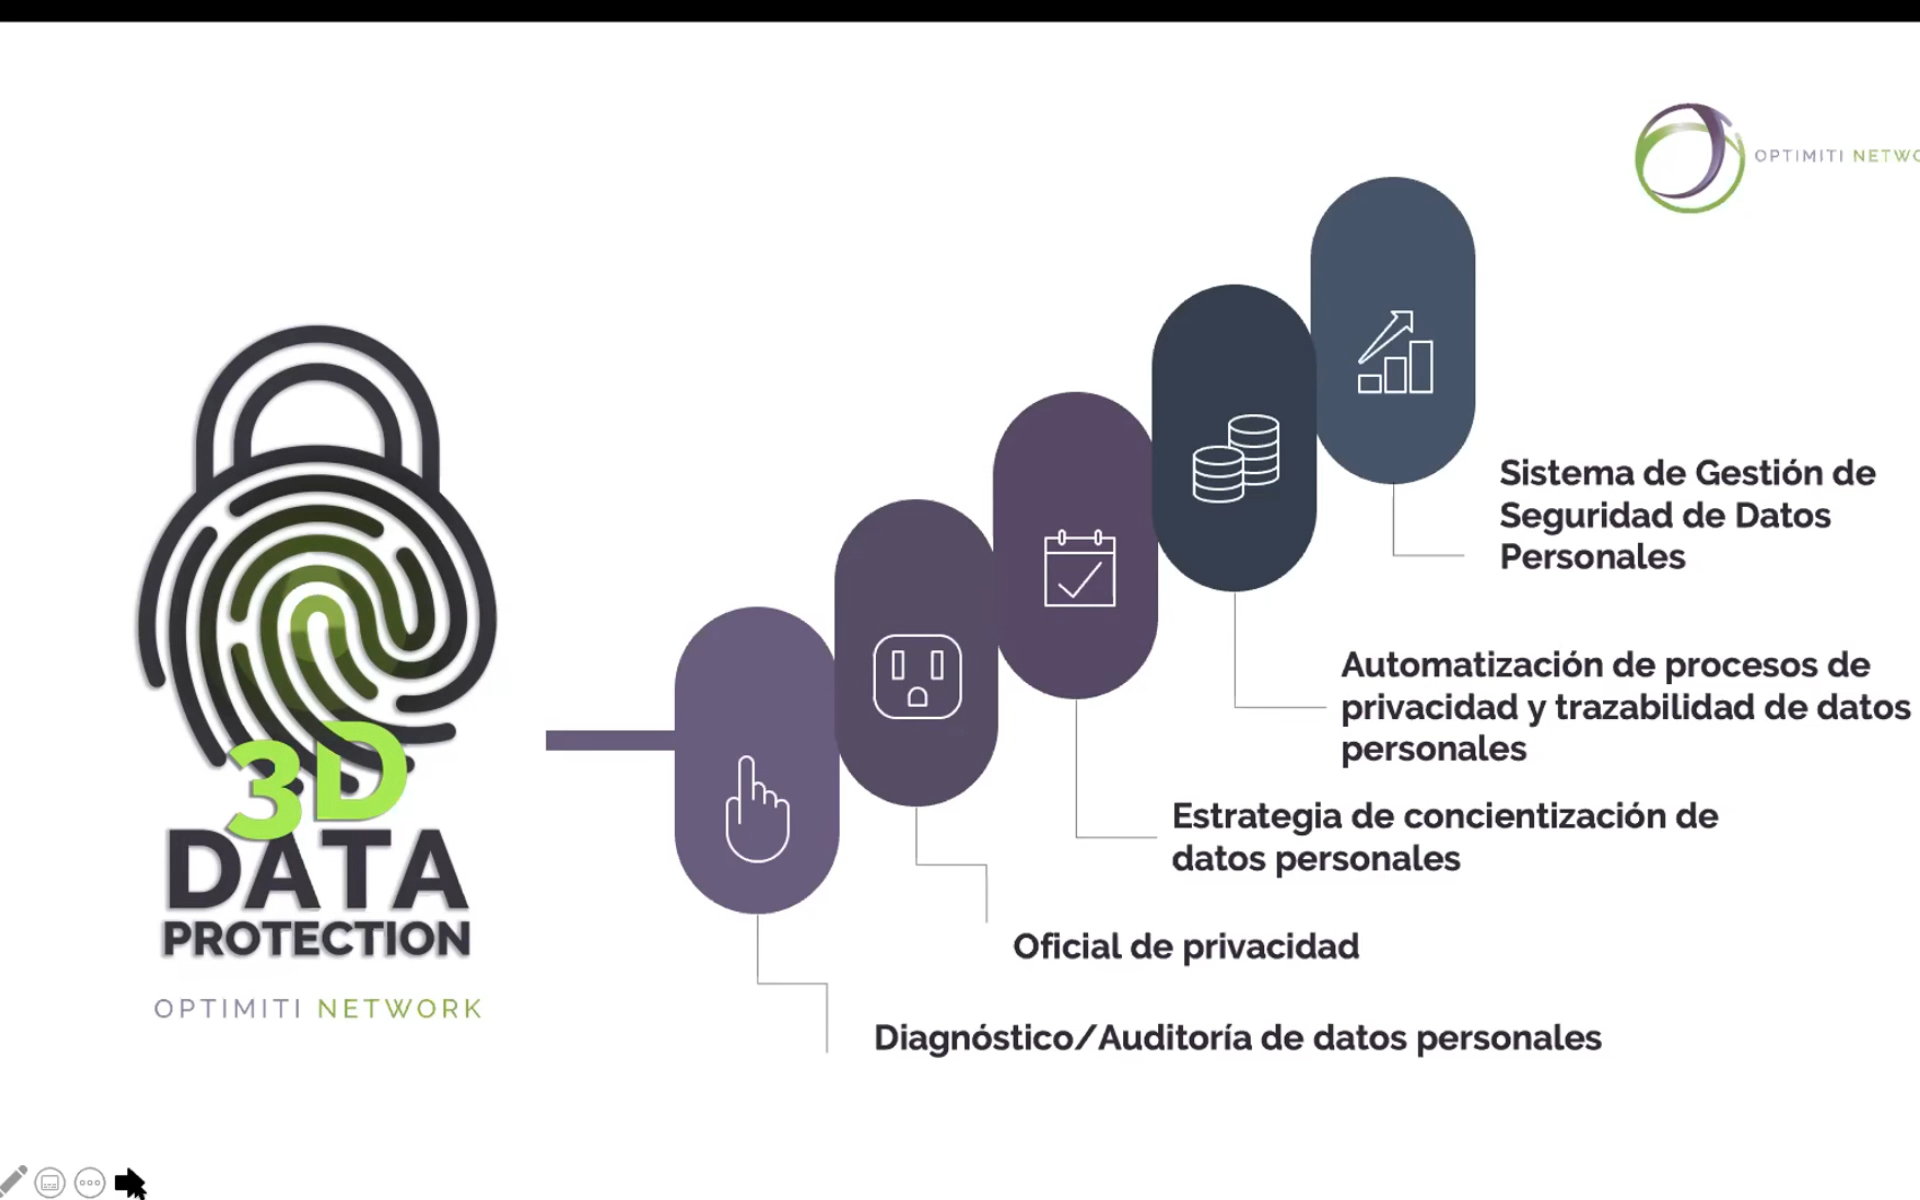 OPTIMITI NETWO
Sistema de Gestión de
Seguridad de Datos
Personales
Automatización de procesos de
privacidad y trazabilidad de datos
personales
Estrategia de concientización de
datos personales
Oficial de privacidad
Diagnóstico/Auditoría de datos personales
3D
DATA
PROTECTION
OPTIMITI NETWORK